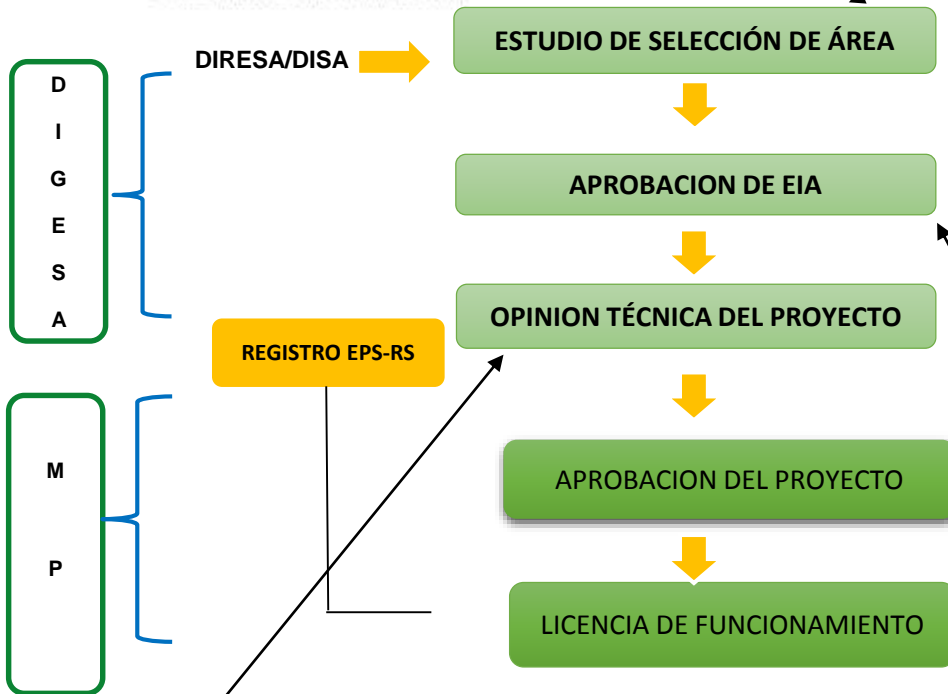 ESTUDIO DE SELECCIÓN DE ÁREA
DIRESA/DISA
D
I
G
E
S
A
APROBACION DE EIA
OPINION TÉCNICA DEL PROYECTO
REGISTRO EPS-RS
M
P
APROBACION DEL PROYECTO
LICENCIA DE FUNCIONAMIENTO